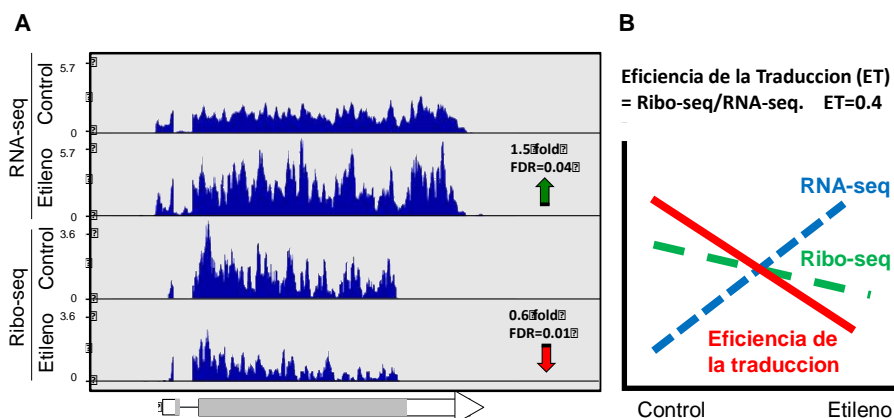 A
B
RNA-seq
Control
5.7
0
Etileno
5.7
0
1.5 fold
FDR=0.04
Ribo-seq
Control
3.6
0
Etileno
3.6
0
0.6 fold
FDR=0.01
Eficiencia de la Traduccion (ET)
= Ribo-seq/RNA-seq. ET=0.4
RNA-seq
Ribo-seq
Eficiencia de
la traduccion
Control
Etileno